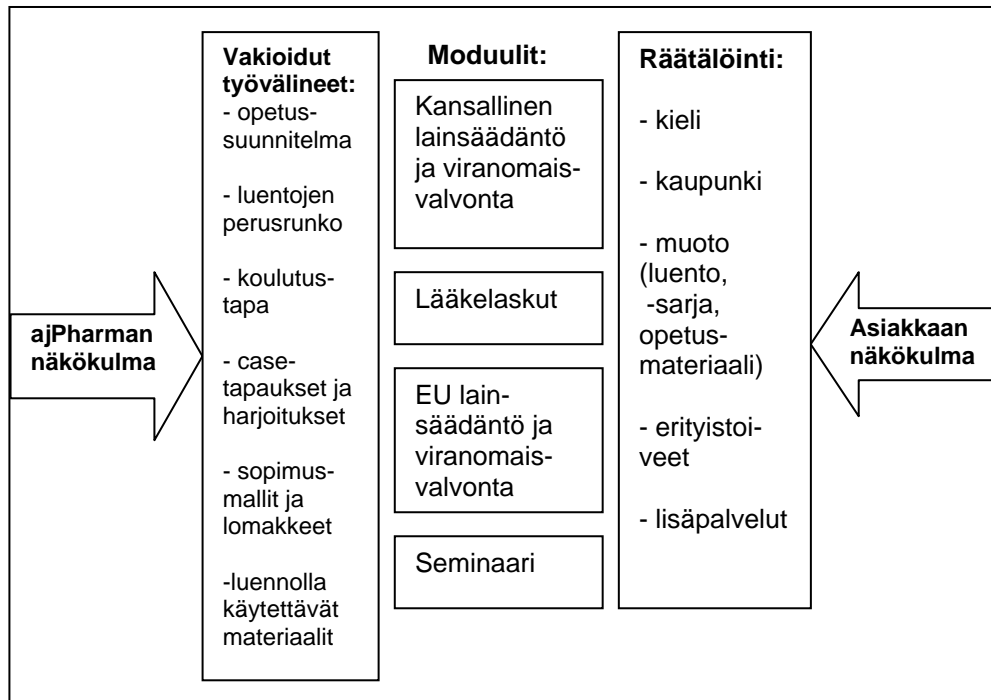 ajPharman
näkökulma
Vakioidut
työvälineet:
- opetus-
suunnitelma
- luentojen
perusrunko
- koulutus-
tapa
- case-
tapaukset ja
harjoitukset
- sopimus-
mallit ja
lomakkeet
-luennolla
käytettävät
materiaalit
Moduulit:
Kansallinen
lainsäädäntö
ja viranomais-
valvonta
Lääkelaskut
EU lain-
säädäntö ja
viranomais-
valvonta
Seminaari
Räätälöinti:
- kieli
- kaupunki
- muoto
(luento,
-sarja,
opetus-
materiaali)
- erityistoi-
veet
- lisäpalvelut
Asiakkaan
näkökulma